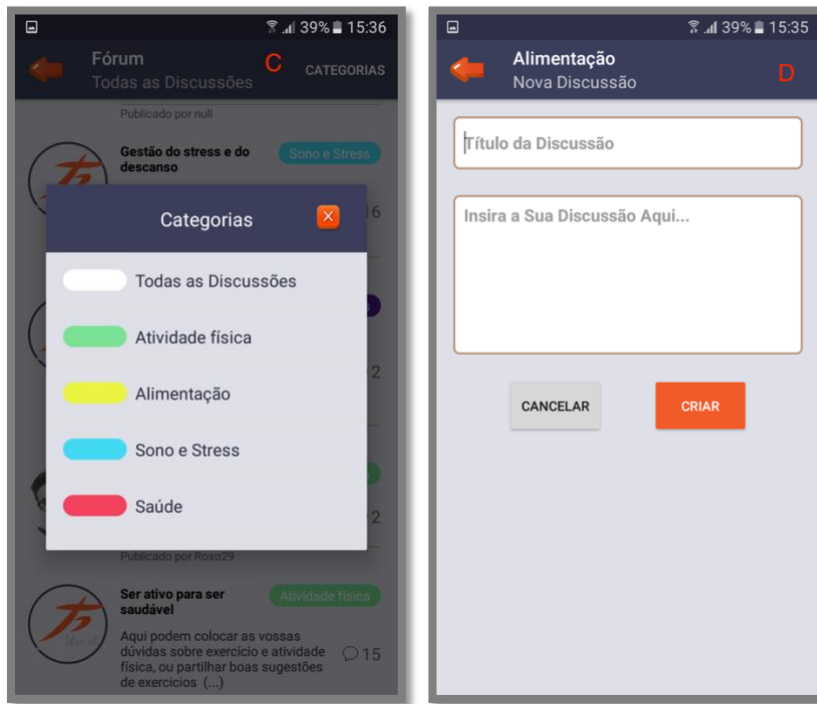 39% 15:36
Fórum
Todas as Discussões
C
CATEGORIAS
Publicado por null
Gestão do stress e do
descanso
Sono e Stress
16
Categorias
Todas as Discussões
Atividade física
2
Alimentação
Sono e Stress
Saúde
2
Publicado por Roxo29
Ser ativo para ser
saudável
Atividade física
Aqui podem colocar as vossas
dúvidas sobre exercício e atividade
física, ou partilhar boas sugestões
de exercicios (...)
15
39% 15:35
Alimentação
Nova Discussão
D
Título da Discussão
Insira a Sua Discussão Aqui...
CANCELAR
CRIAR